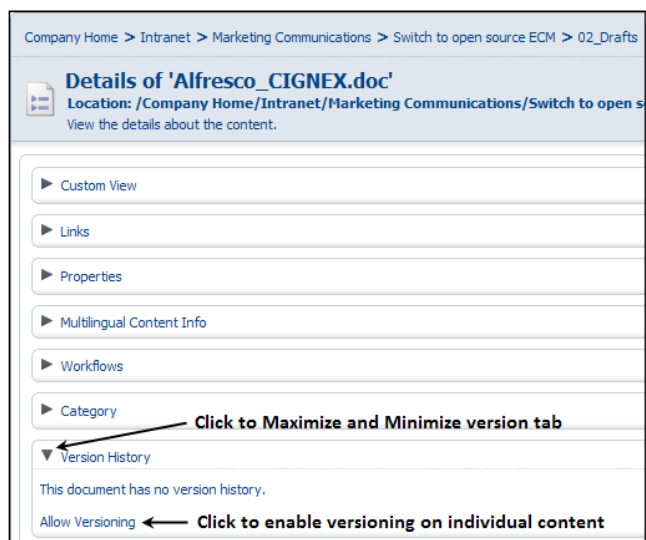 Company Home > Intranet > Marketing Communications > Switch to open source ECM > 02_Drafts
Details of 'Alfresco_CIGNEX.doc'
Location: /Company Home/Intranet/Marketing Communications/Switch to open s
View the details about the content.
Custom View
Links
Properties
Multilingual Content Info
Workflows
Category
Click to Maximize and Minimize version tab
Version History
This document has no version history.
Allow Versioning Click to enable versioning on individual content